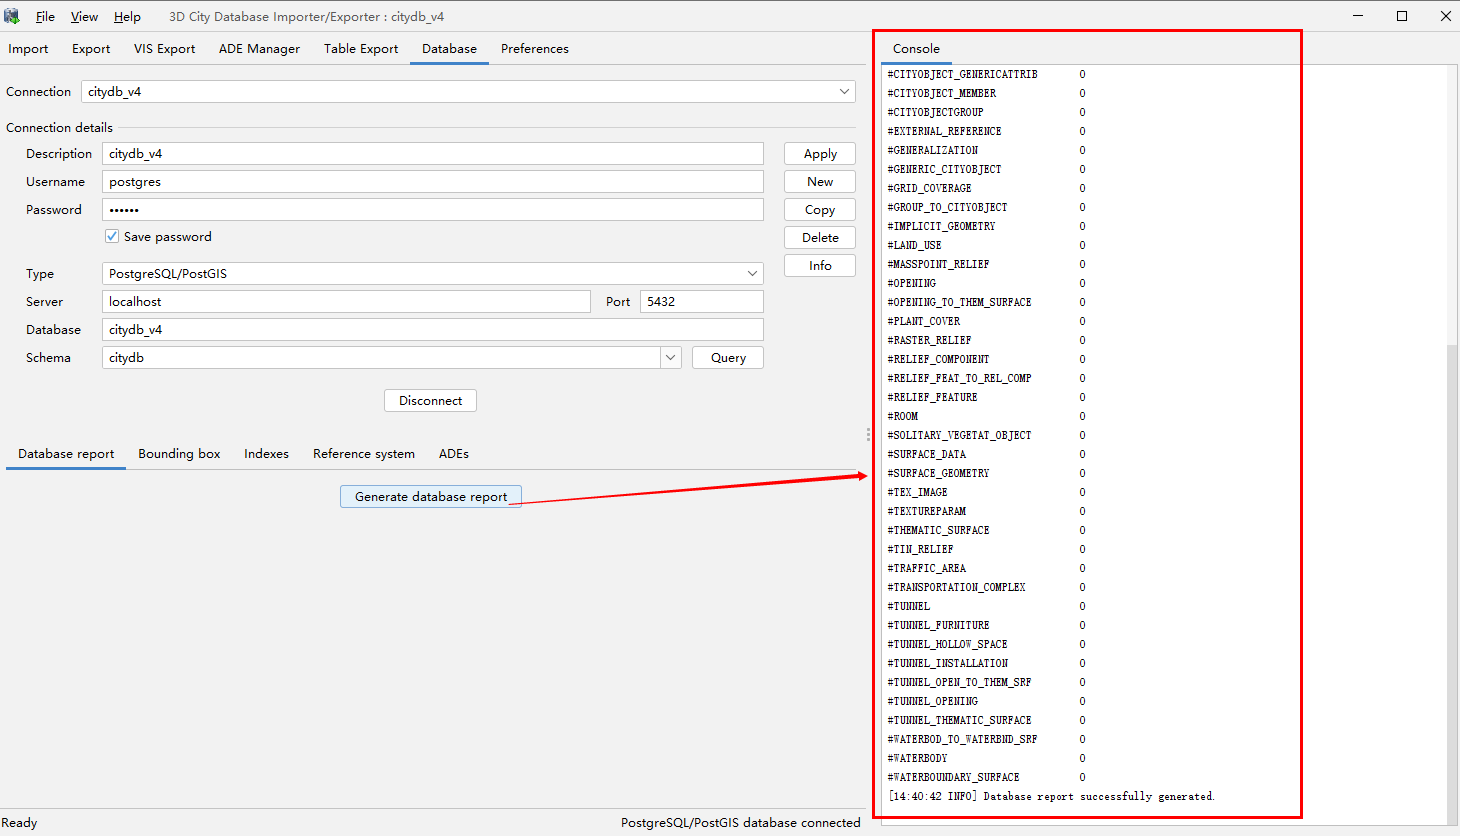 File View Help 3D City Database Importer/Exporter : citydb_v4
Import Export VIS Export ADE Manager Table Export Database Preferences
Connection citydb_v4
Connection details
Description citydb_v4 Apply
Username postgres New
Password •••••• Copy
Save password Delete
Info
Type PostgreSQL/PostGIS
Server localhost Port 5432
Database citydb_v4
Schema citydb Query
Disconnect
Database report Bounding box Indexes Reference system ADEs
Generate database report
Ready PostgreSQL/PostGIS database connected
Console
#CITYOBJECT_GENERICATTRIB 0
#CITYOBJECT_MEMBER 0
#CITYOBJECTGROUP 0
#EXTERNAL_REFERENCE 0
#GENERALIZATION 0
#GENERIC_CITYOBJECT 0
#GRID_COVERAGE 0
#GROUP_TO_CITYOBJECT 0
#IMPLICIT_GEOMETRY 0
#LAND_USE 0
#MASSPOINT_RELIEF 0
#OPENING 0
#OPENING_TO_THEM_SURFACE 0
#PLANT_COVER 0
#RASTER_RELIEF 0
#RELIEF_COMPONENT 0
#RELIEF_FEAT_TO_REL_COMP 0
#RELIEF_FEATURE 0
#ROOM 0
#SOLITARY_VEGETAT_OBJECT 0
#SURFACE_DATA 0
#SURFACE_GEOMETRY 0
#TEX_IMAGE 0
#TEXTUREPARAM 0
#THEMATIC_SURFACE 0
#TIN_RELIEF 0
#TRAFFIC_AREA 0
#TRANSPORTATION_COMPLEX 0
#TUNNEL 0
#TUNNEL_FURNITURE 0
#TUNNEL_HOLLOW_SPACE 0
#TUNNEL_INSTALLATION 0
#TUNNEL_OPEN_TO_THEM_SRF 0
#TUNNEL_OPENING 0
#TUNNEL_THEMATIC_SURFACE 0
#WATERBOD_TO_WATERBND_SRF 0
#WATERBODY 0
#WATERBOUNDARY_SURFACE 0
[14:40:42 INFO] Database report successfully generated.